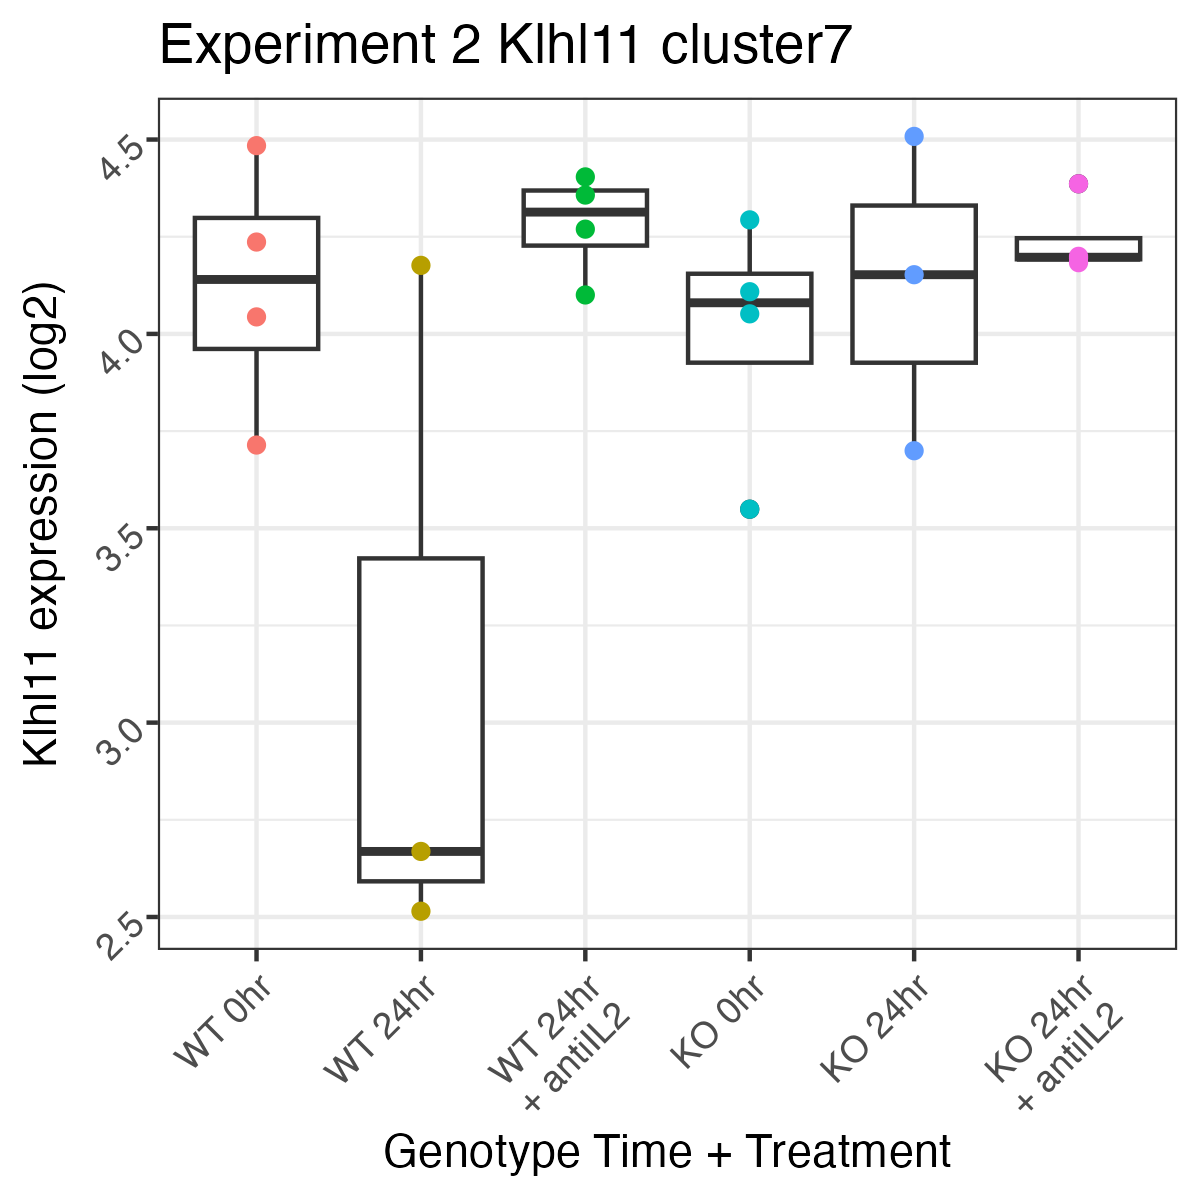 Experiment 2 Klhl11 cluster7
Klhl11 expression (log2)
4.5
4.0
3.5
3.0
2.5
WT 0hr
WT 24hr
WT 24hr
+ antiIL2
KO 0hr
KO 24hr
KO 24hr
+ antiIL2
Genotype Time + Treatment